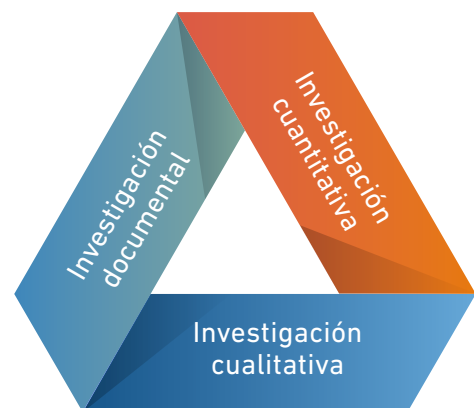 Investigación
documental
Investigación
cuantitativa
Investigación
cualitativa